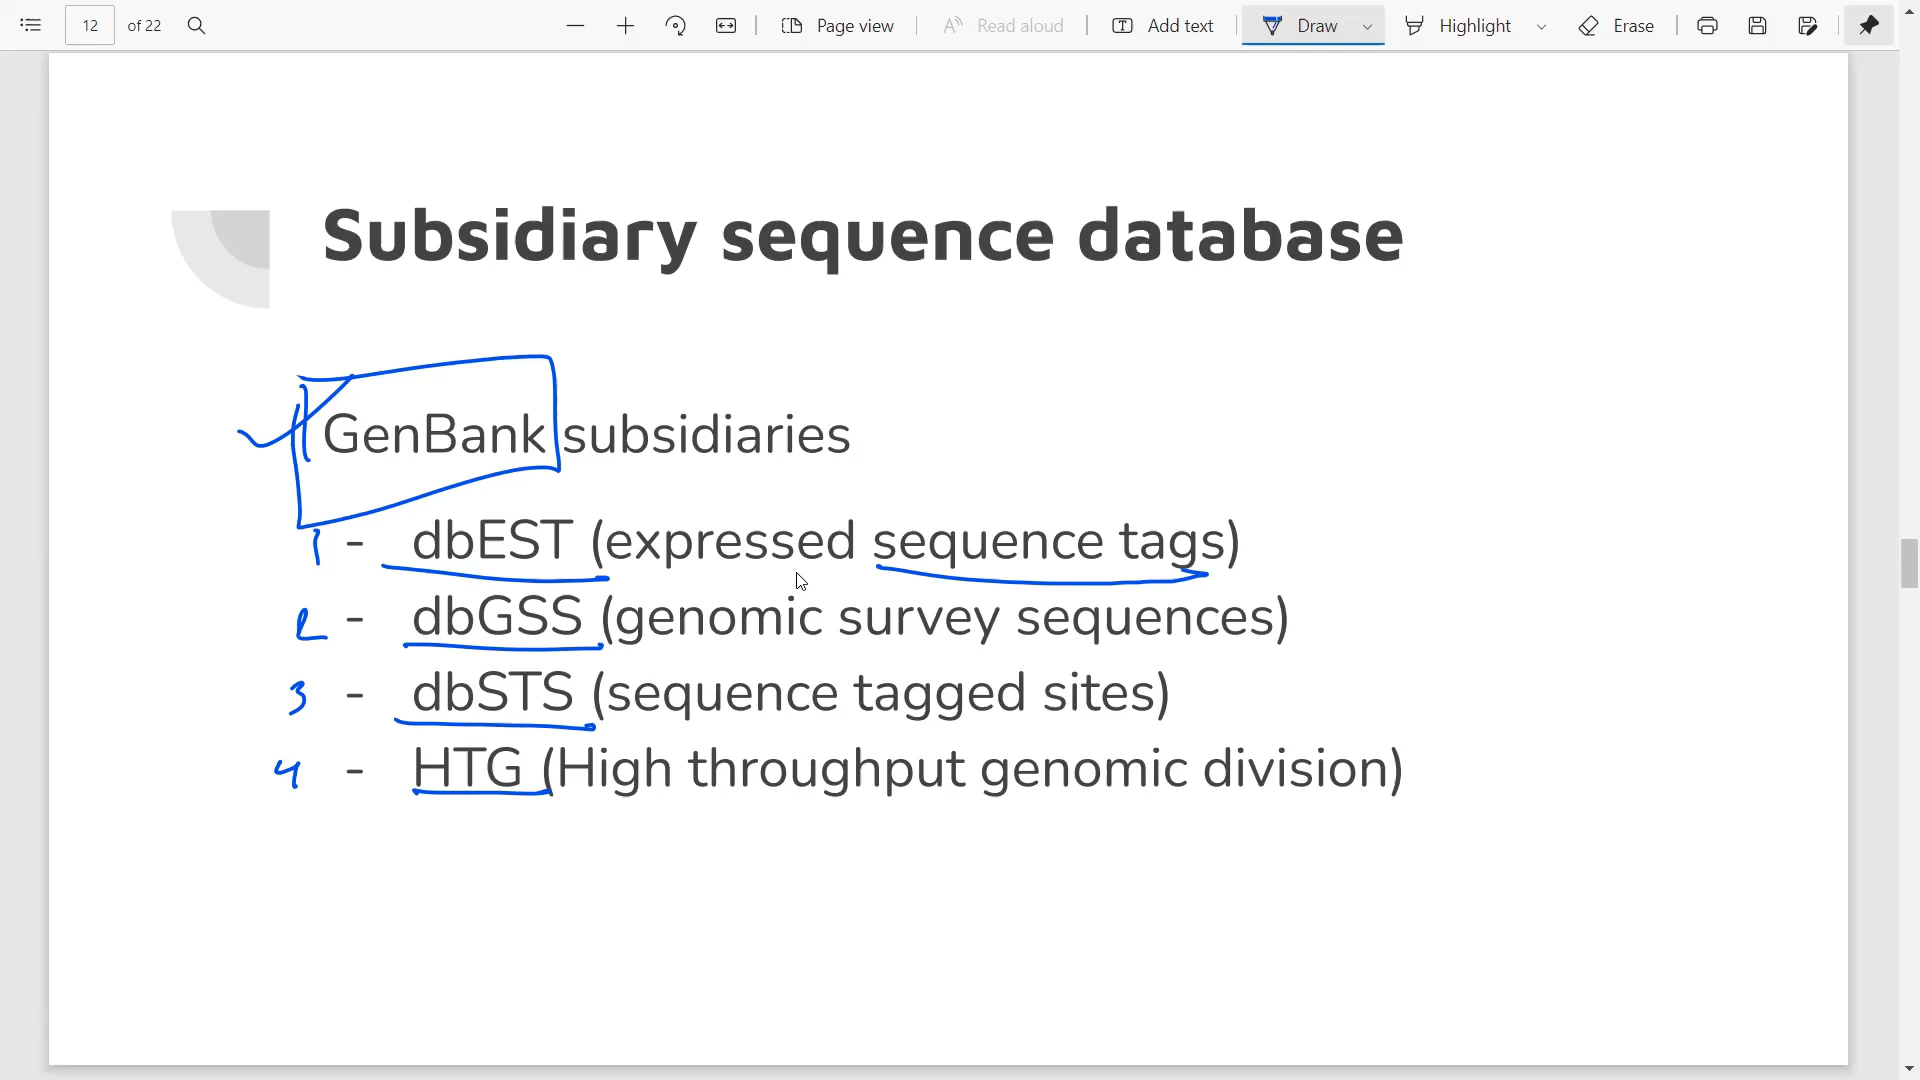 12 of 22 Page view Read aloud Add text Draw Highlight Erase
Subsidiary sequence database
GenBank subsidiaries
1 - dbEST (expressed sequence tags)
2 - dbGSS (genomic survey sequences)
3 - dbSTS (sequence tagged sites)
4 - HTG (High throughput genomic division)